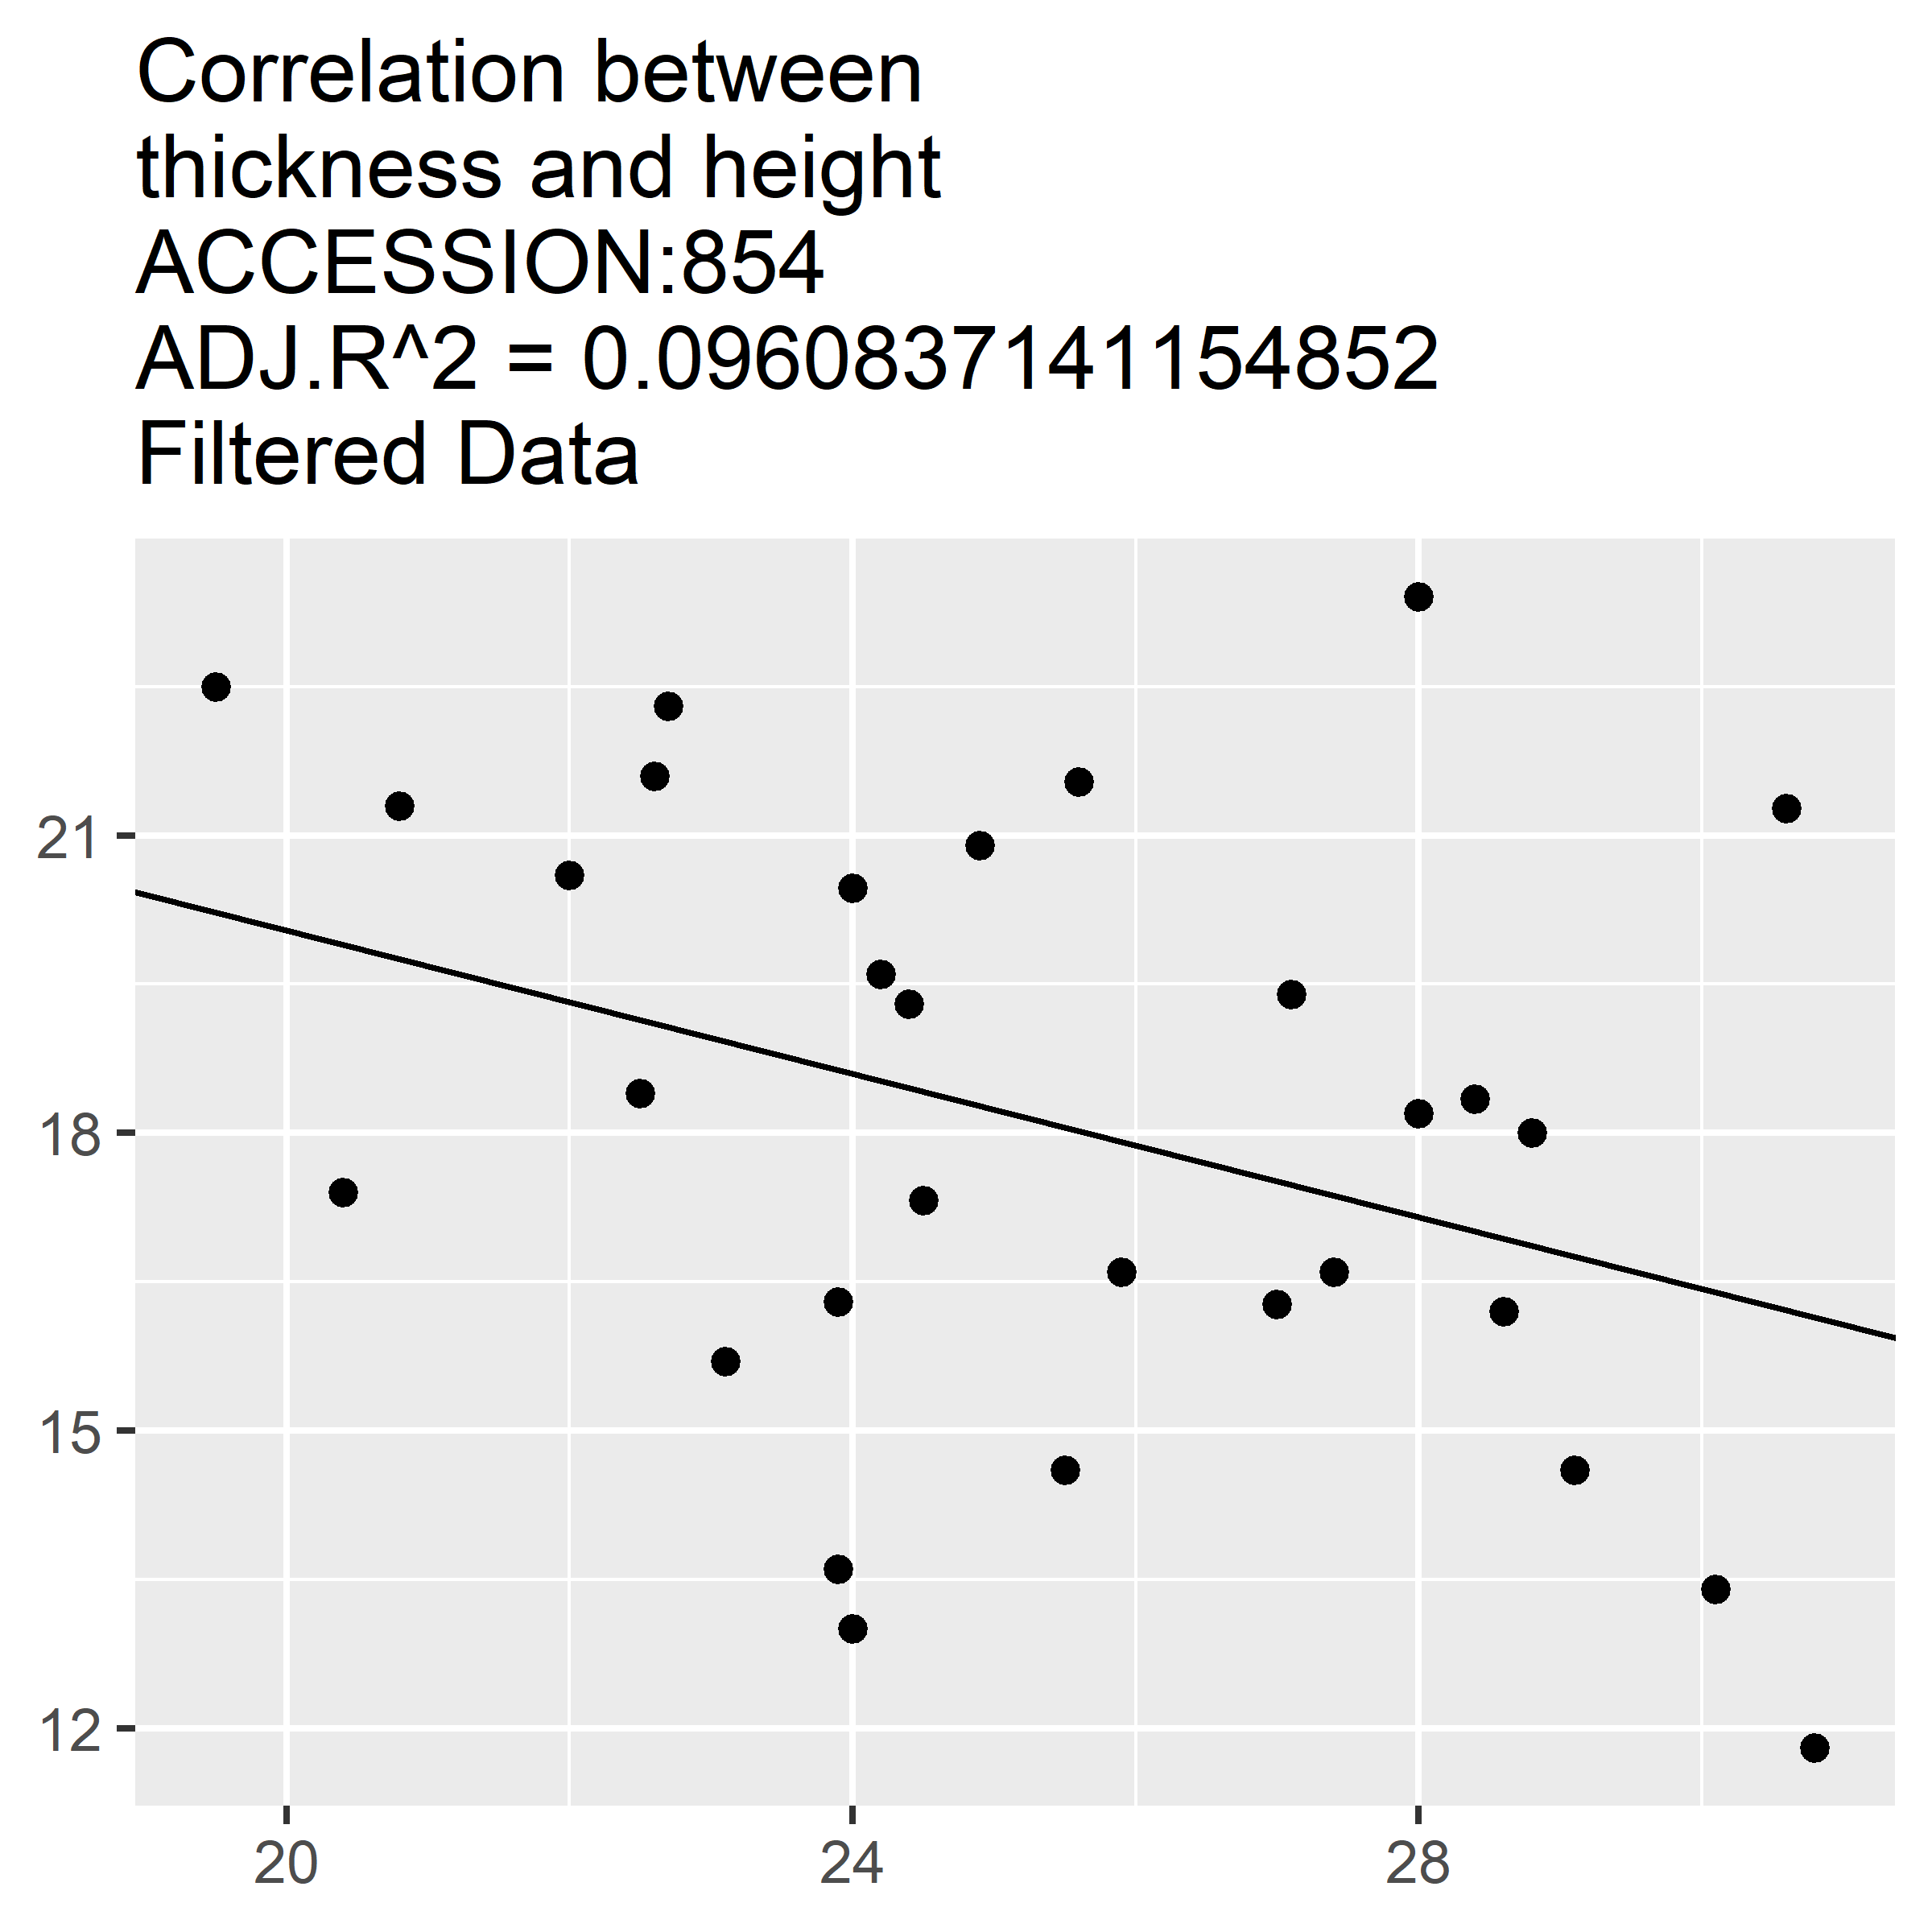 Correlation between
thickness and height
ACCESSION:854
ADJ.R^2 = 0.0960837141154852
Filtered Data
21
18
15
12
20 24 28